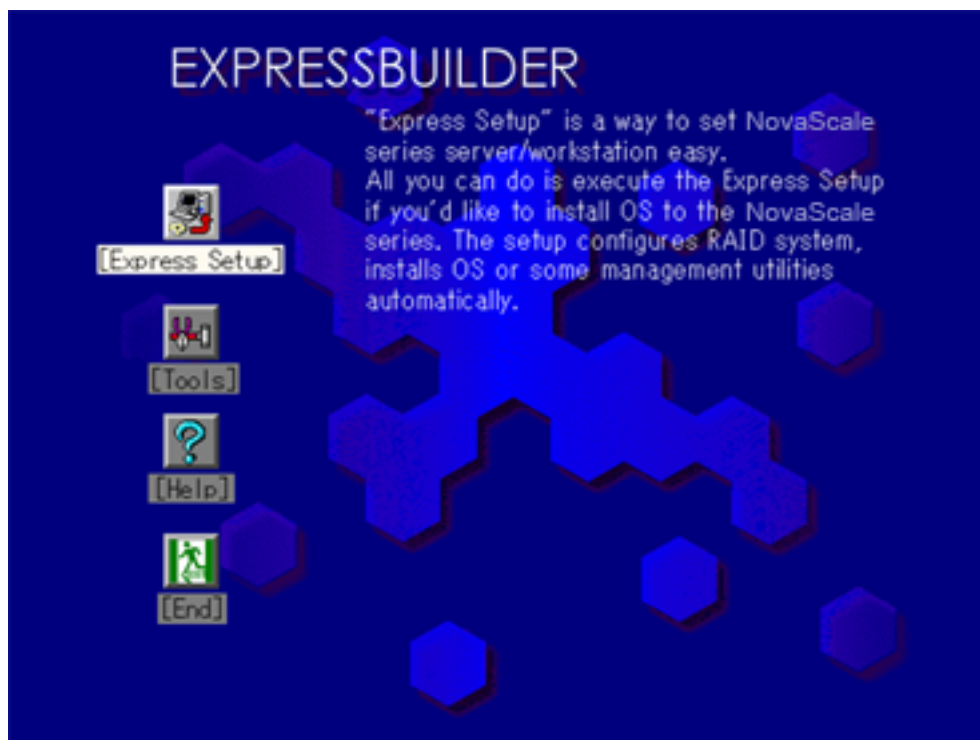 EXPRESSBUILDER
"Express Setup" is a way to set NovaScale
series server/workstation easy.
All you can do is execute the Express Setup
if you'd like to install OS to the NovaScale
series. The setup configures RAID system,
installs OS or some management utilities
automatically.
[Express Setup]
[Tools]
[Help]
[End]